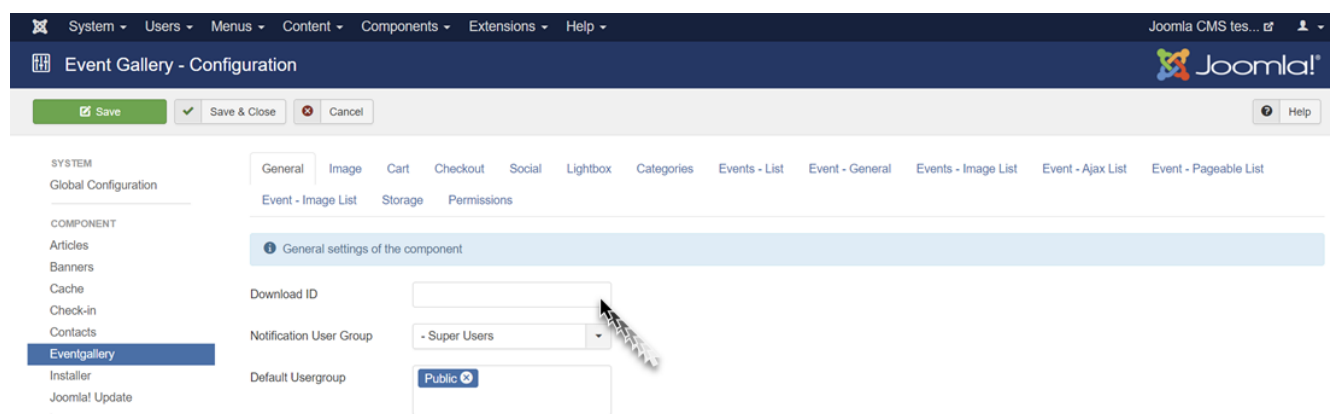 System Users Menus Content Components Extensions Help Joomla CMS tes...
Event Gallery - Configuration Joomla!®
Save Save & Close Cancel Help
SYSTEM
Global Configuration
COMPONENT
Articles
Banners
Cache
Check-in
Contacts
Eventgallery
Installer
Joomla! Update
General Image Cart Checkout Social Lightbox Categories Events - List Event - General Events - Image List Event - Ajax List Event - Pageable List
Event - Image List Storage Permissions
General settings of the component
Download ID
Notification User Group - Super Users
Default Usergroup Public